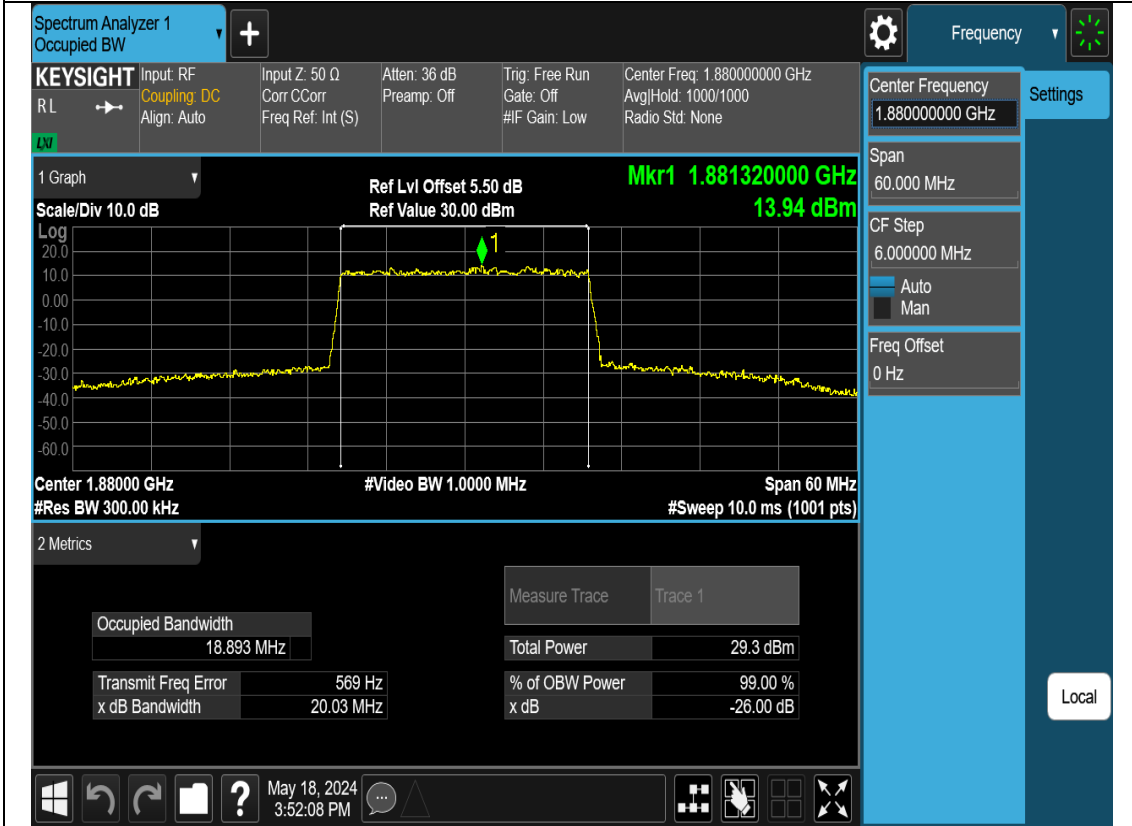 Spectrum Analyzer 1
Occupied BW
Frequency
KEYSIGHT
R L
LXI
Input: RF
Coupling: DC
Align: Auto
Input Z: 50 Ω
Corr CCorr
Freq Ref: Int (S)
Atten: 36 dB
Preamp: Off
Trig: Free Run
Gate: Off
#IF Gain: Low
Center Freq: 1.880000000 GHz
Avg|Hold: 1000/1000
Radio Std: None
Center Frequency
1.880000000 GHz
Settings
Span
60.000 MHz
CF Step
6.000000 MHz
Auto
Man
Freq Offset
0 Hz
Local
1 Graph
Scale/Div 10.0 dB
Ref Lvl Offset 5.50 dB
Ref Value 30.00 dBm
Mkr1 1.881320000 GHz
13.94 dBm
Log
1
20.0
10.0
0.00
-10.0
-20.0
-30.0
-40.0
-50.0
-60.0
Center 1.88000 GHz
#Video BW 1.0000 MHz
Span 60 MHz
#Res BW 300.00 kHz
#Sweep 10.0 ms (1001 pts)
2 Metrics
Measure Trace Trace 1
Occupied Bandwidth
18.893 MHz
Total Power 29.3 dBm
Transmit Freq Error 569 Hz
% of OBW Power 99.00 %
x dB Bandwidth 20.03 MHz
x dB -26.00 dB
?
May 18, 2024
3:52:08 PM